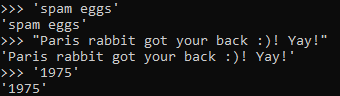 >>> 'spam eggs'
'spam eggs'
>>> "Paris rabbit got your back :)! Yay!"
'Paris rabbit got your back :)! Yay!'
>>> '1975'
'1975'